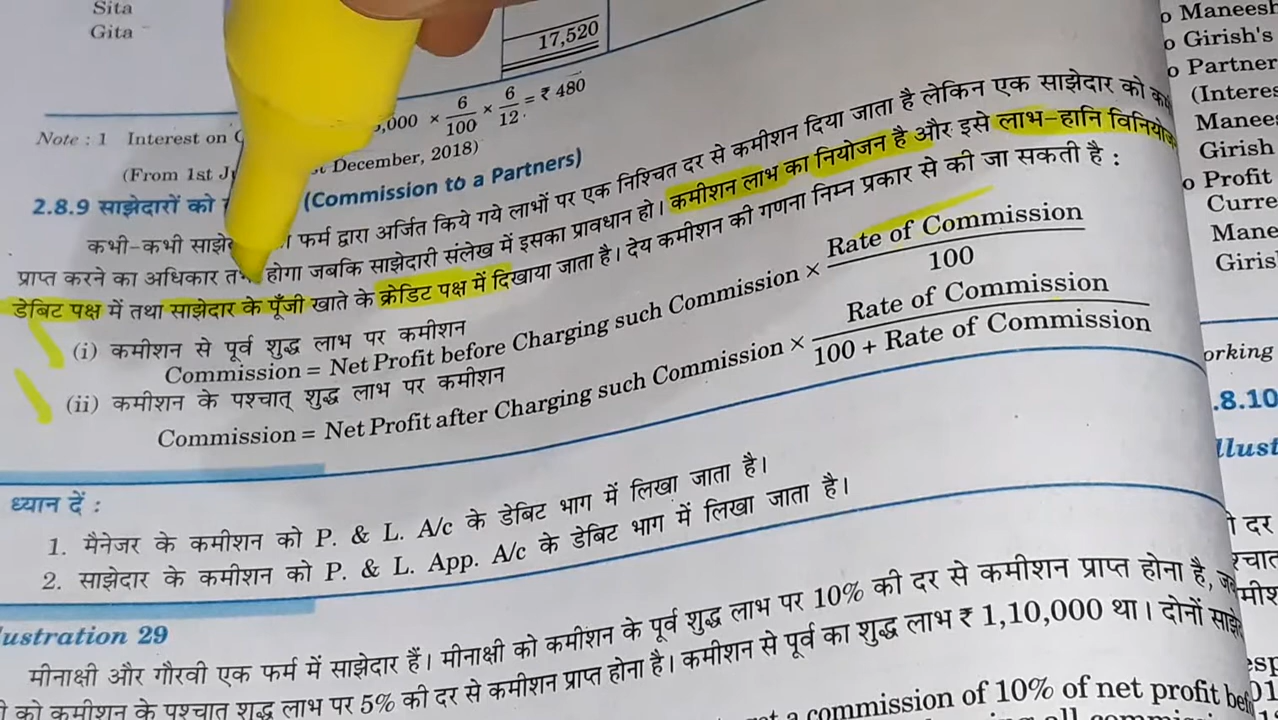 Sita
Gita
17,520
,000 × 6/100 × 6/12 = ₹ 480
Note : 1 Interest on
(From 1st December, 2018)
2.8.9 साझेदारों को (Commission to a Partners)
कभी-कभी फर्म द्वारा अर्जित किये गये लाभों पर एक निश्चित दर से कमीशन दिया जाता है लेकिन एक साझेदार को
प्राप्त करने का अधिकार होगा जबकि साझेदारी संलेख में इसका प्रावधान हो। कमीशन लाभ का नियोजन है और इसे लाभ-हानि
डेबिट पक्ष में तथा साझेदार के पूँजी खाते के क्रेडिट पक्ष में दिखाया जाता है। देय कमीशन की गणना निम्न प्रकार से की जा सकती है :
(i) कमीशन से पूर्व शुद्ध लाभ पर कमीशन
Commission = Net Profit before Charging such Commission × Rate of Commission / 100
(ii) कमीशन के पश्चात् शुद्ध लाभ पर कमीशन
Commission = Net Profit after Charging such Commission × Rate of Commission / 100 + Rate of Commission
ध्यान दें :
1. मैनेजर के कमीशन को P. & L. A/c के डेबिट भाग में लिखा जाता है।
2. साझेदार के कमीशन को P. & L. App. A/c के डेबिट भाग में लिखा जाता है।
lustration 29
मीनाक्षी और गौरवी एक फर्म में साझेदार हैं। मीनाक्षी को कमीशन के पूर्व शुद्ध लाभ पर 10% की दर से कमीशन प्राप्त होना है,
को कमीशन के पश्चात शुद्ध लाभ पर 5% की दर से कमीशन प्राप्त होना है। कमीशन से पूर्व का शुद्ध लाभ ₹ 1,10,000 था। दोनों
a commission of 10% of net profit
o Maneesh
o Girish's
o Partner
(Interes
Manees
Girish
o Profit
Curre
Mane
Giris
orking
.8.10
llust
दर